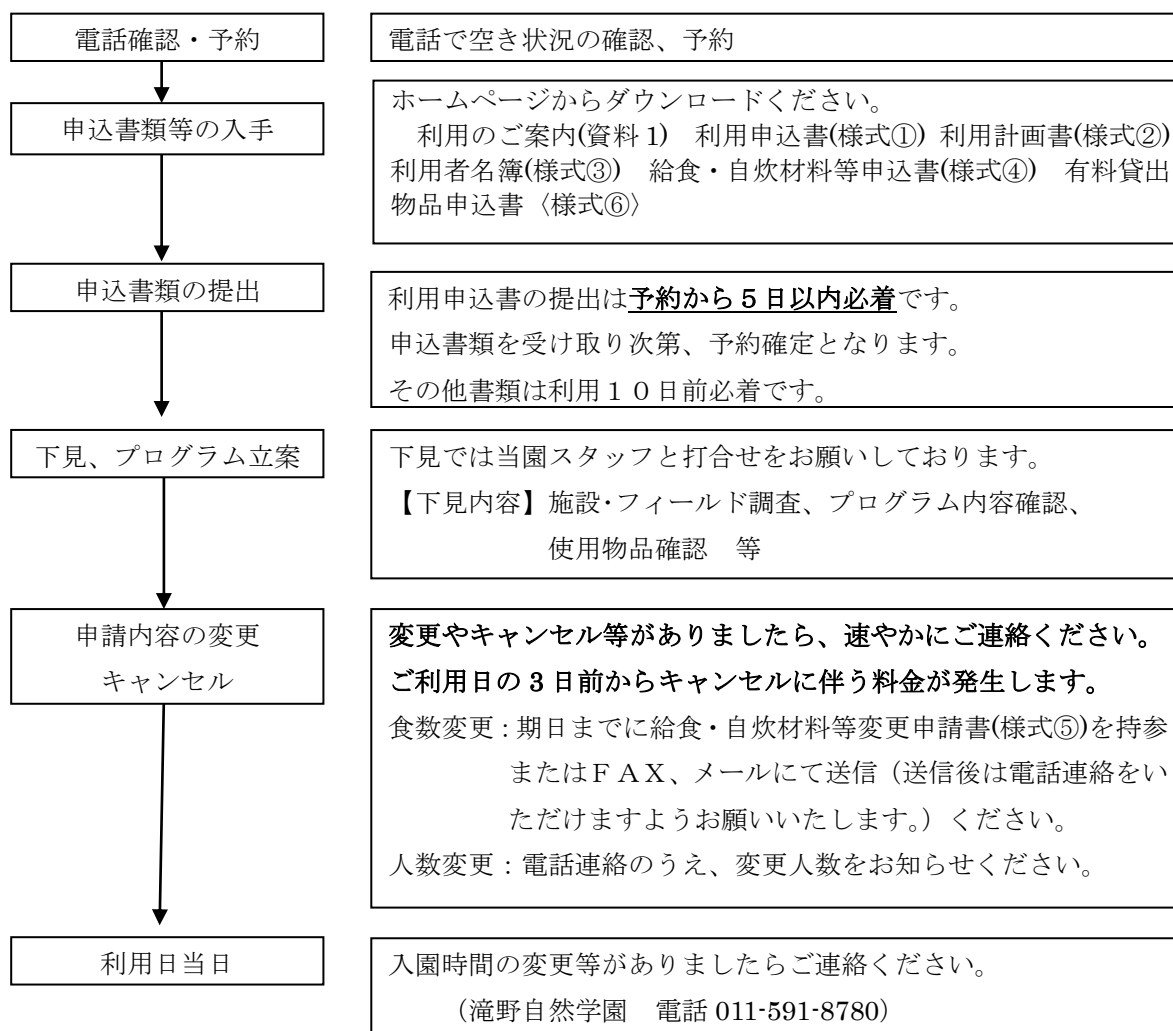 電話確認・予約
電話で空き状況の確認、予約
申込書類等の入手
ホームページからダウンロードください。
利用のご案内(資料1)　利用申込書(様式①) 利用計画書(様式②)
利用者名簿(様式③)　給食・自炊材料等申込書(様式④)　有料貸出
物品申込書〈様式⑥〉
申込書類の提出
利用申込書の提出は予約から５日以内必着です。
申込書類を受け取り次第、予約確定となります。
その他書類は利用１０日前必着です。
下見、プログラム立案
下見では当園スタッフと打合せをお願いしております。
【下見内容】施設・フィールド調査、プログラム内容確認、
使用物品確認　等
申請内容の変更
キャンセル
変更やキャンセル等がありましたら、速やかにご連絡ください。
ご利用日の 3 日前からキャンセルに伴う料金が発生します。
食数変更：期日までに給食・自炊材料等変更申請書(様式⑤)を持参
またはＦＡＸ、メールにて送信（送信後は電話連絡をい
ただけますようお願いいたします。）ください。
人数変更：電話連絡のうえ、変更人数をお知らせください。
利用日当日
入園時間の変更等がありましたらご連絡ください。
（滝野自然学園　電話 011-591-8780）